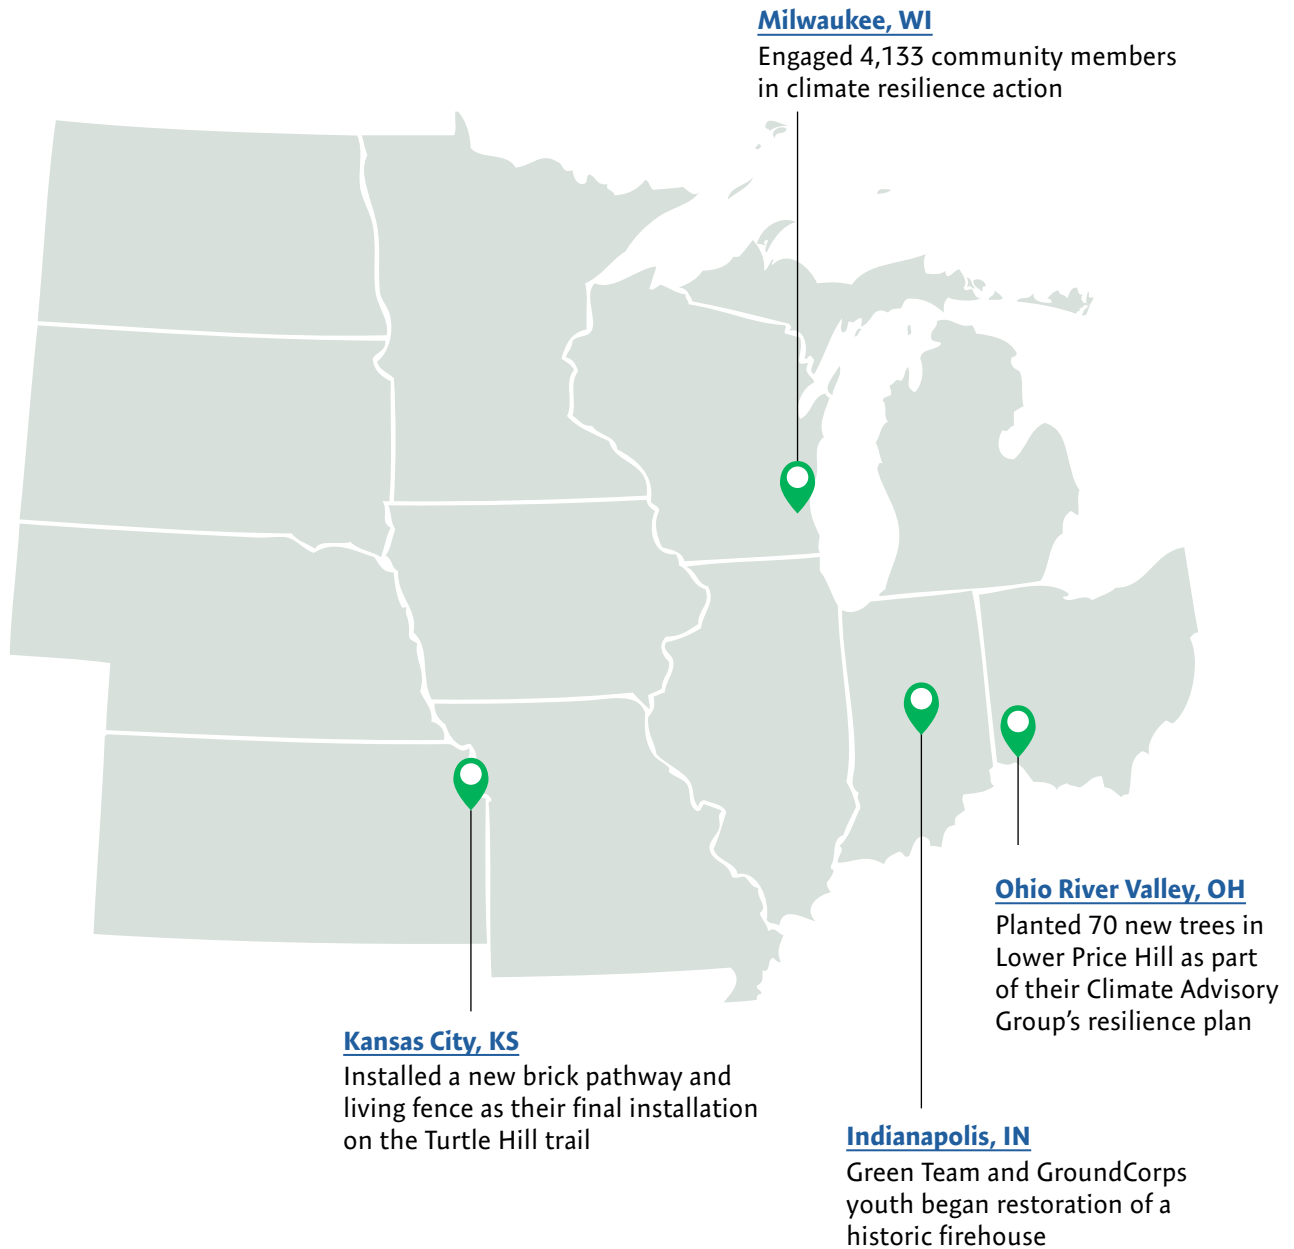 Milwaukee, WI
Engaged 4,133 community members
in climate resilience action
Ohio River Valley, OH
Planted 70 new trees in
Lower Price Hill as part
of their Climate Advisory
Group’s resilience plan
Kansas City, KS
Installed a new brick pathway and
living fence as their final installation
on the Turtle Hill trail
Indianapolis, IN
Green Team and GroundCorps
youth began restoration of a
historic firehouse